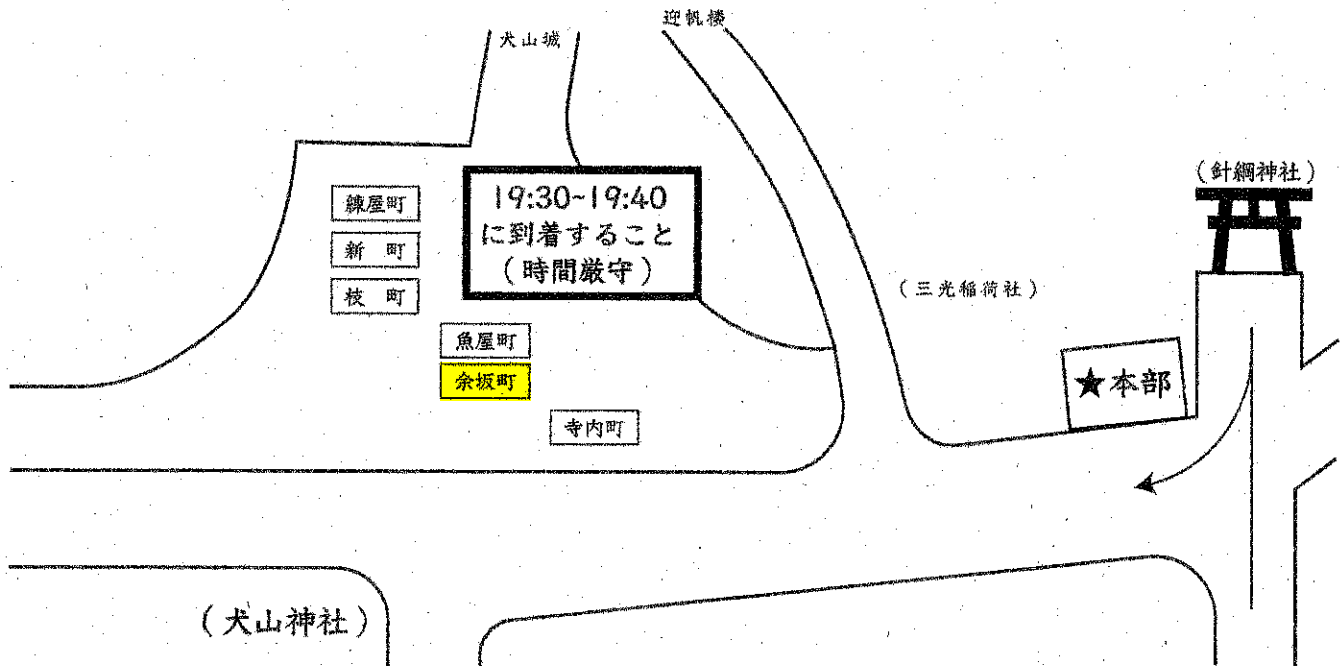 迎帆楼
犬山城
(針綱神社)
19:30~19:40
に到着すること
(時間厳守)
練屋町
新 町
枝 町
(三光稲荷社)
魚屋町
余坂町
★本部
寺内町
(犬山神社)